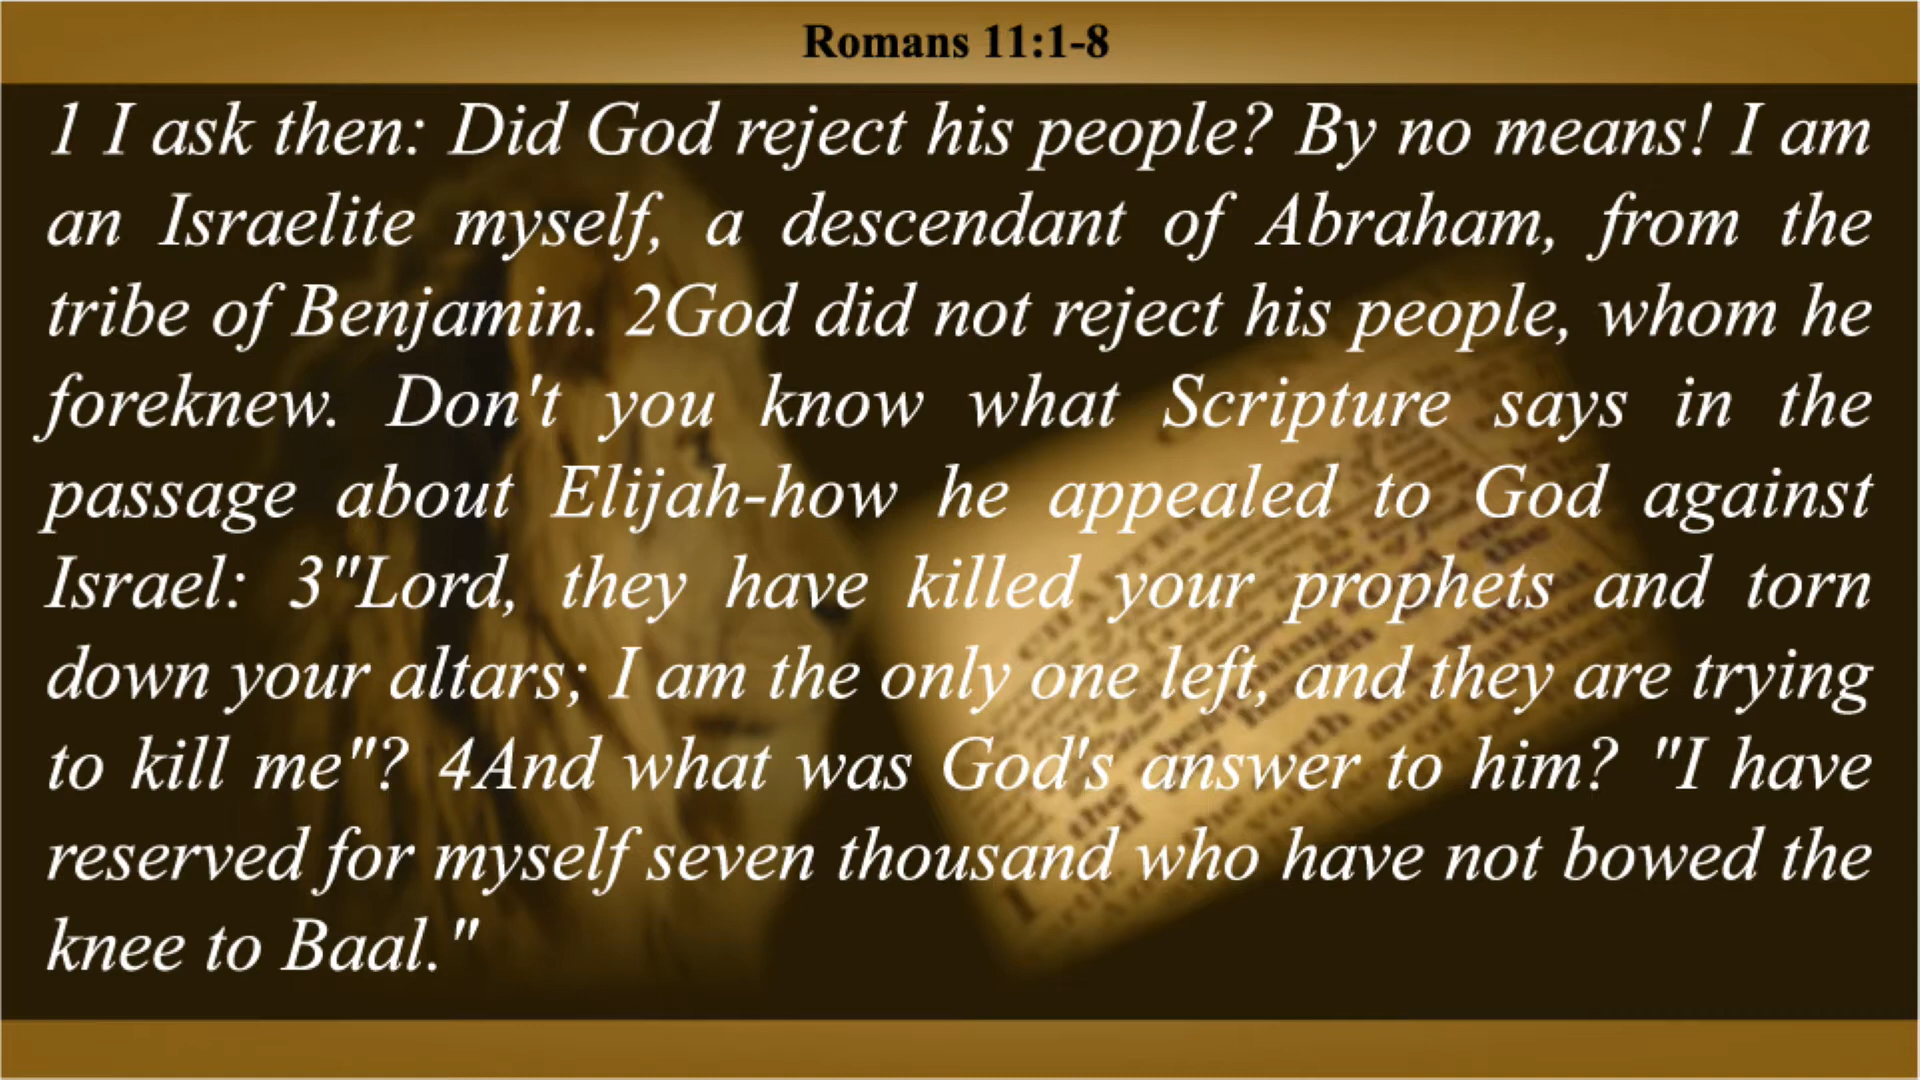 Romans 11:1-8
1 I ask then: Did God reject his people? By no means! I am
an Israelite myself, a descendant of Abraham, from the
tribe of Benjamin. 2God did not reject his people, whom he
foreknew. Don't you know what Scripture says in the
passage about Elijah-how he appealed to God against
Israel: 3"Lord, they have killed your prophets and torn
down your altars; I am the only one left, and they are trying
to kill me"? 4And what was God's answer to him? "I have
reserved for myself seven thousand who have not bowed the
knee to Baal."